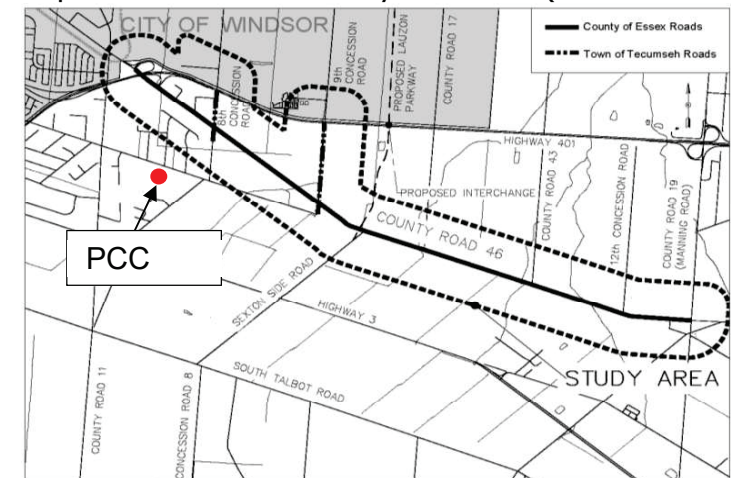 CITY OF WINDSOR
County of Essex Roads
Town of Tecumseh Roads
8th
CONCESSION
ROAD
9th
CONCESSION
ROAD
PROPOSED LAUZON
PARKWAY
COUNTY ROAD 17
HIGHWAY 401
PROPOSED INTERCHANGE
COUNTY ROAD 43
12th CONCESSION ROAD
COUNTY ROAD 19
(MANNING ROAD)
COUNTY ROAD 46
PCC
SEXTON SIDE ROAD
HIGHWAY 3
STUDY AREA
SOUTH TALBOT ROAD
COUNTY ROAD 11
CONCESSION ROAD 8